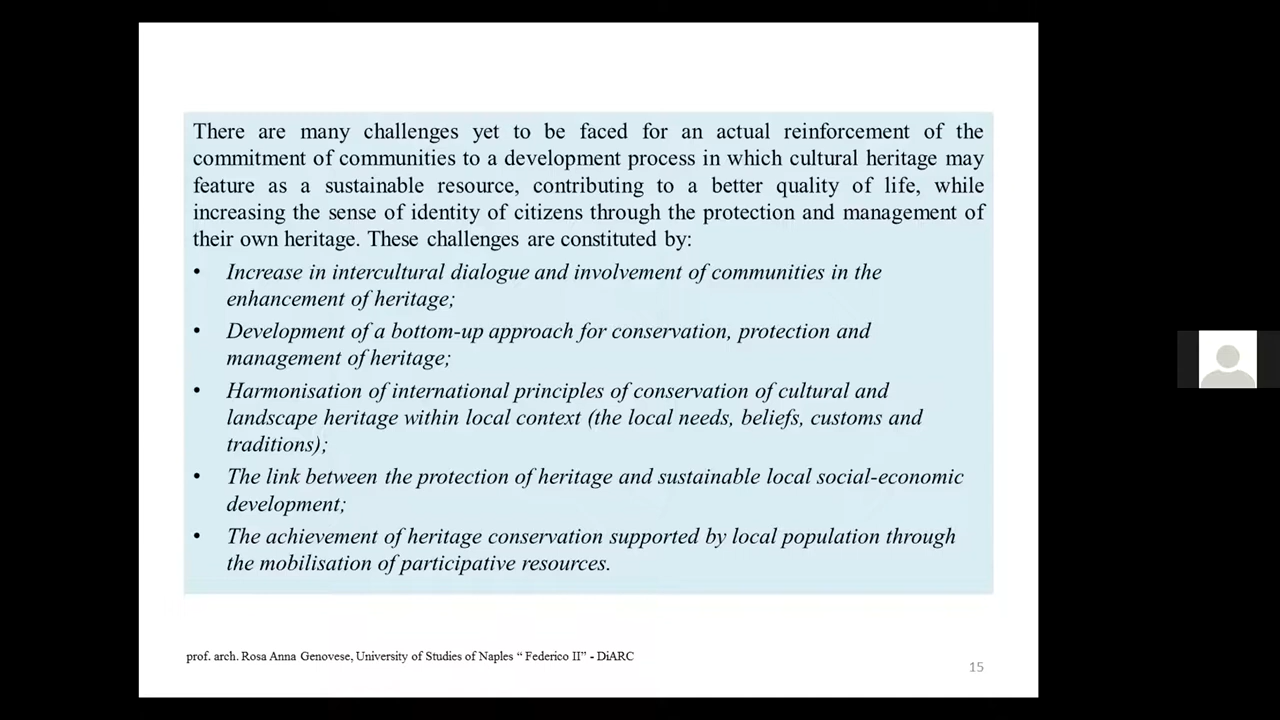 There are many challenges yet to be faced for an actual reinforcement of the
commitment of communities to a development process in which cultural heritage may
feature as a sustainable resource, contributing to a better quality of life, while
increasing the sense of identity of citizens through the protection and management of
their own heritage. These challenges are constituted by:
• Increase in intercultural dialogue and involvement of communities in the
enhancement of heritage;
• Development of a bottom-up approach for conservation, protection and
management of heritage;
• Harmonisation of international principles of conservation of cultural and
landscape heritage within local context (the local needs, beliefs, customs and
traditions);
• The link between the protection of heritage and sustainable local social-economic
development;
• The achievement of heritage conservation supported by local population through
the mobilisation of participative resources.
prof. arch. Rosa Anna Genovese, University of Studies of Naples “ Federico II” - DiARC
15